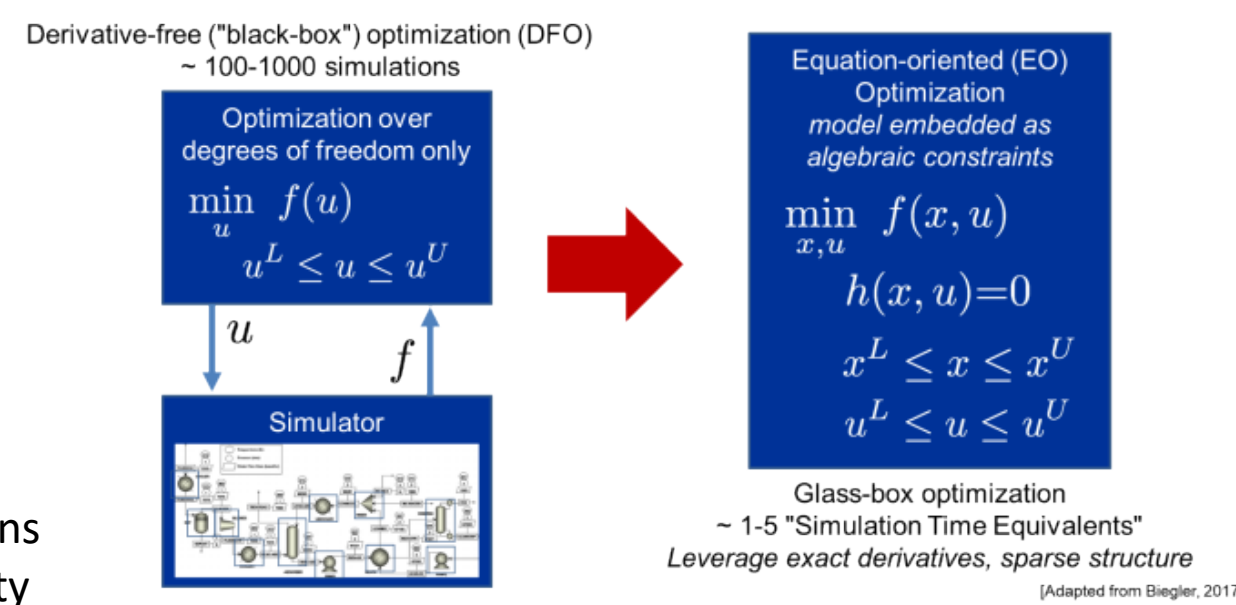 Derivative-free ("black-box") optimization (DFO)
~ 100-1000 simulations
Optimization over
degrees of freedom only
min f(u)
u
u^L ≤ u ≤ u^U
u
f
Simulator
Equation-oriented (EO)
Optimization
model embedded as
algebraic constraints
min f(x, u)
x,u
h(x, u)=0
x^L ≤ x ≤ x^U
u^L ≤ u ≤ u^U
Glass-box optimization
~ 1-5 "Simulation Time Equivalents"
Leverage exact derivatives, sparse structure
[Adapted from Biegler, 2017
ns
ty